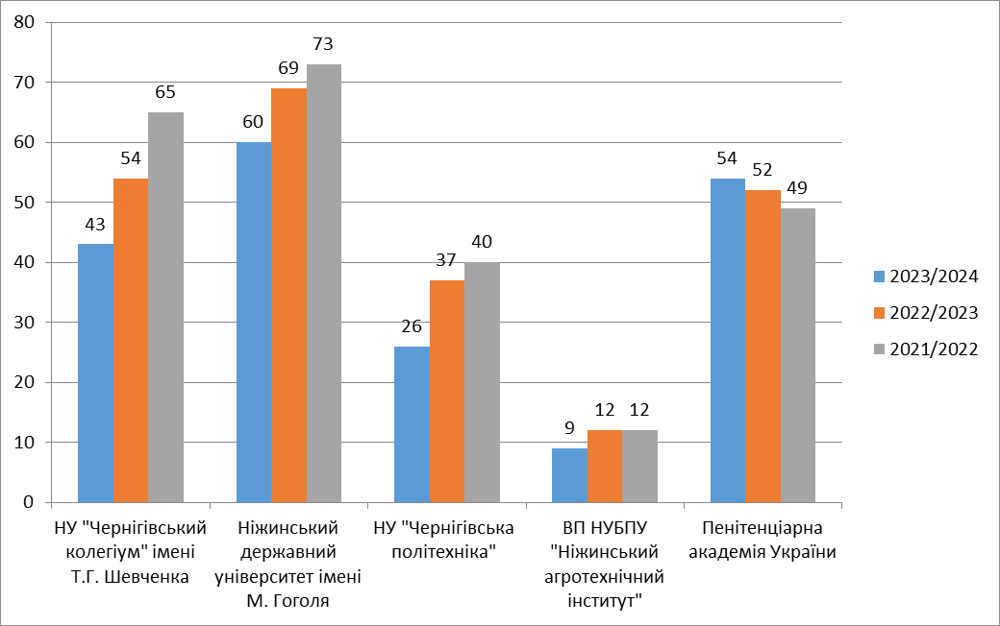 80
70
60
50
40
30
20
10
0
43
54
65
60
69
73
26
37
40
9
12
12
54
52
49
НУ "Чернігівський
колегіум" імені
Т.Г. Шевченка
Ніжинський
державний
університет імені
М. Гоголя
НУ "Чернігівська
політехніка"
ВП НУБПУ
"Ніжинський
агротехнічний
інститут"
Пенітенціарна
академія України
2023/2024
2022/2023
2021/2022